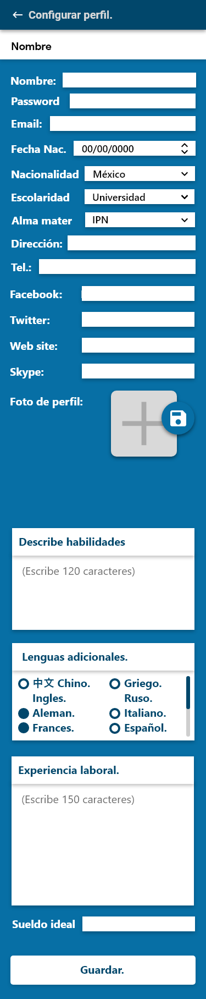 Configurar perfil.
Nombre
Nombre:
Password
Email:
Fecha Nac. 00/00/0000
Nacionalidad México
Escolaridad Universidad
Alma mater IPN
Dirección:
Tel.:
Facebook:
Twitter:
Web site:
Skype:
Foto de perfil:
Describe habilidades
(Escribe 120 caracteres)
Lenguas adicionales.
中文 Chino. Griego.
Ingles. Ruso.
Aleman. Italiano.
Frances. Español.
Experiencia laboral.
(Escribe 150 caracteres)
Sueldo ideal
Guardar.